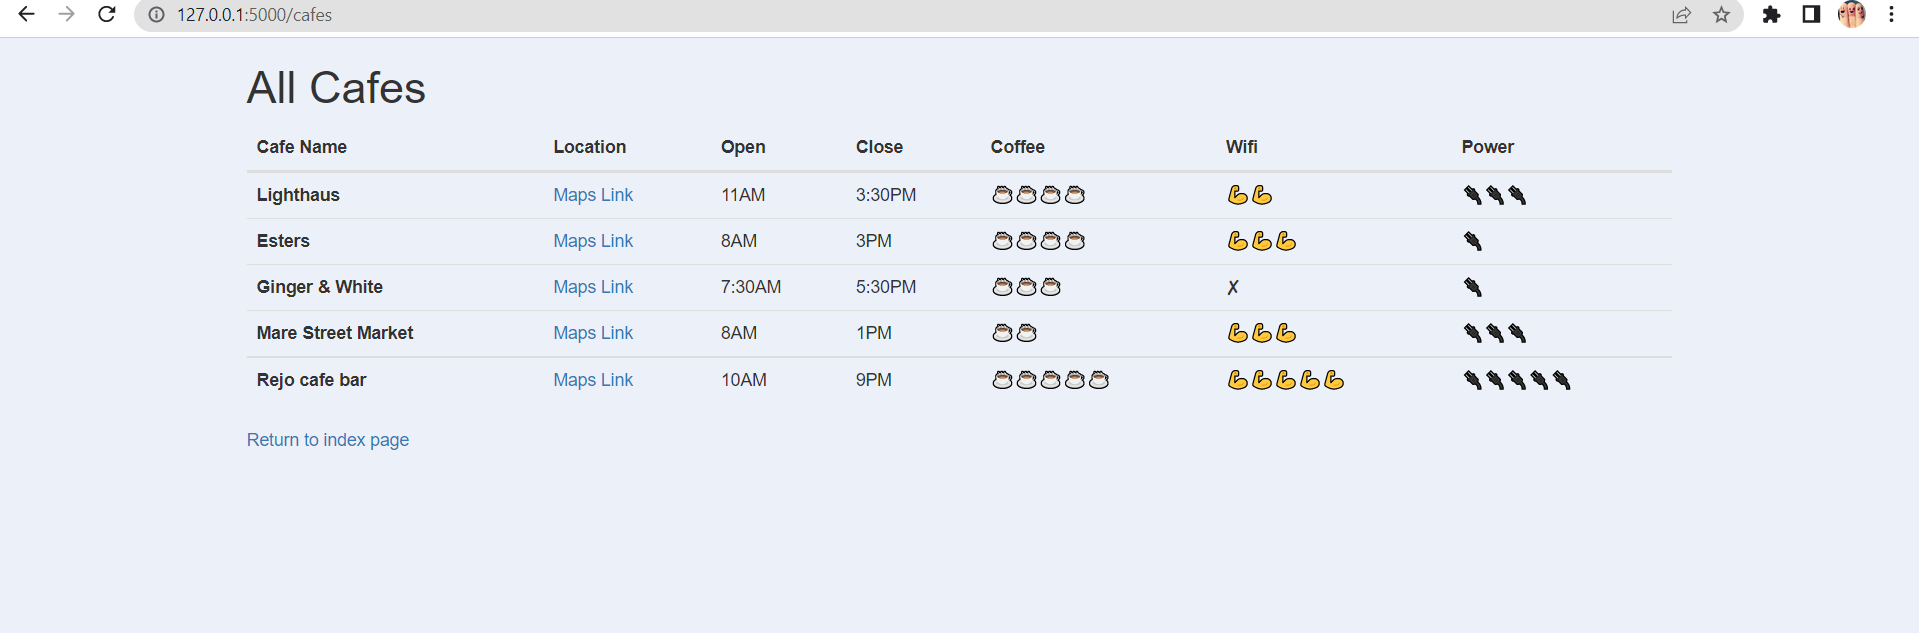 127.0.0.1:5000/cafes
All Cafes
Cafe Name Location Open Close Coffee Wifi Power
Lighthaus Maps Link 11AM 3:30PM ☕☕☕☕ 💪💪 🔌🔌🔌
Esters Maps Link 8AM 3PM ☕☕☕☕ 💪💪💪 🔌
Ginger & White Maps Link 7:30AM 5:30PM ☕☕☕ ✘ 🔌
Mare Street Market Maps Link 8AM 1PM ☕☕ 💪💪💪 🔌🔌🔌
Rejo cafe bar Maps Link 10AM 9PM ☕☕☕☕☕ 💪💪💪💪💪 🔌🔌🔌🔌🔌
Return to index page